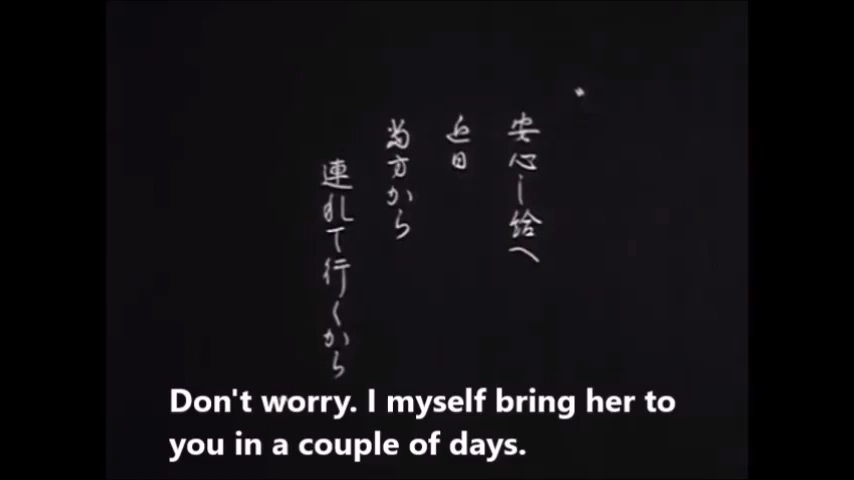 安心し給へ
近日
当方から
連れて行くから
Don't worry. I myself bring her to
you in a couple of days.